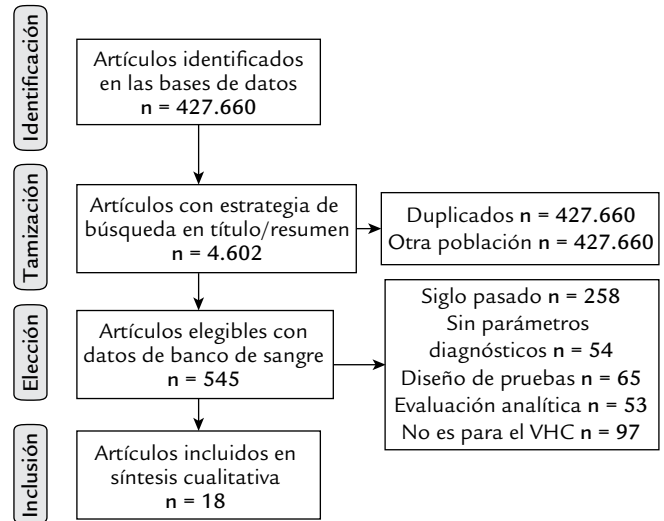 Identificación
Artículos identificados
en las bases de datos
n = 427.660
Tamización
Artículos con estrategia de
búsqueda en título/resumen
n = 4.602
Duplicados n = 427.660
Otra población n = 427.660
Elección
Artículos elegibles con
datos de banco de sangre
n = 545
Siglo pasado n = 258
Sin parámetros
diagnósticos n = 54
Diseño de pruebas n = 65
Evaluación analítica n = 53
No es para el VHC n = 97
Inclusión
Artículos incluidos en
síntesis cualitativa
n = 18